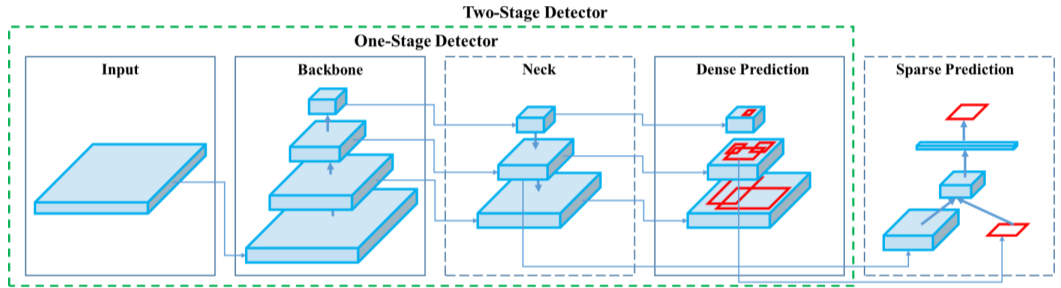 Two-Stage Detector
One-Stage Detector
Input
Backbone
Neck
Dense Prediction
Sparse Prediction